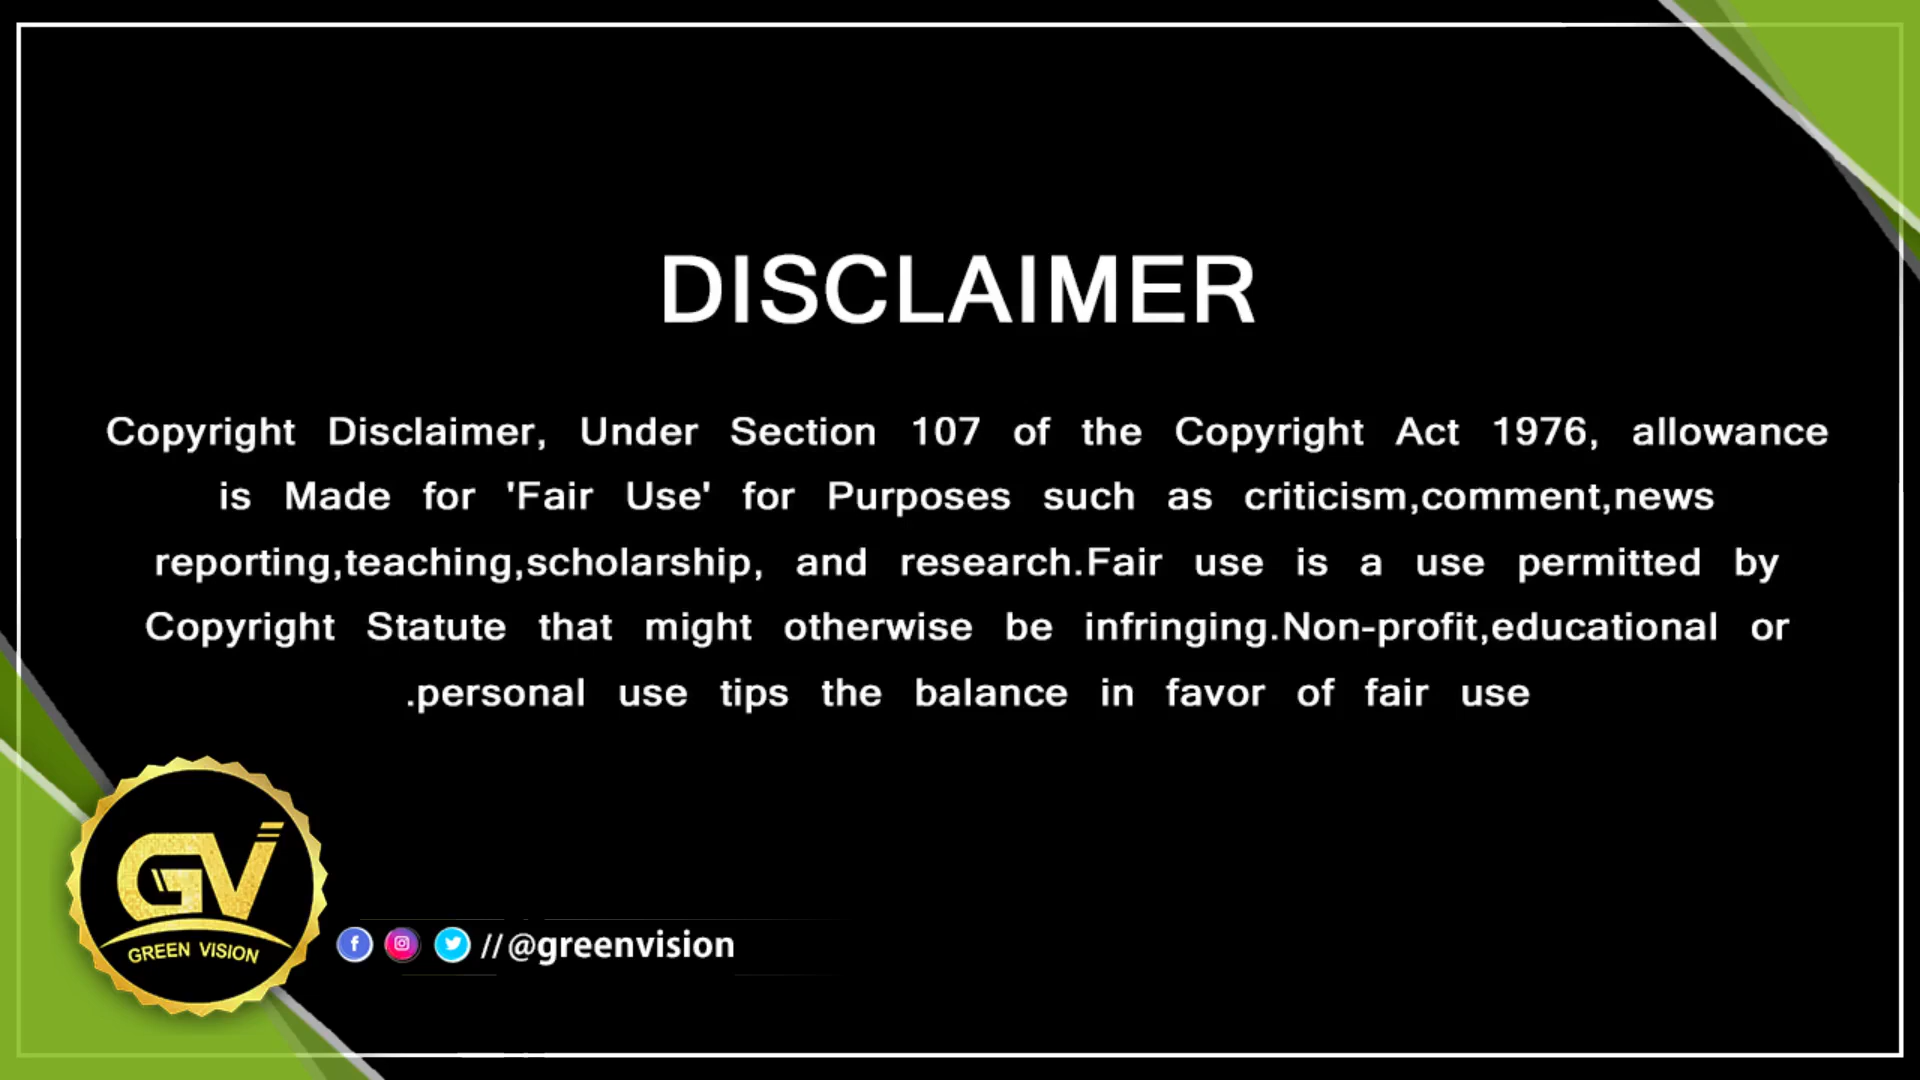 DISCLAIMER
Copyright Disclaimer, Under Section 107 of the Copyright Act 1976, allowance
is Made for 'Fair Use' for Purposes such as criticism,comment,news
reporting,teaching,scholarship, and research.Fair use is a use permitted by
Copyright Statute that might otherwise be infringing.Non-profit,educational or
.personal use tips the balance in favor of fair use
GV
GREEN VISION
//@greenvision